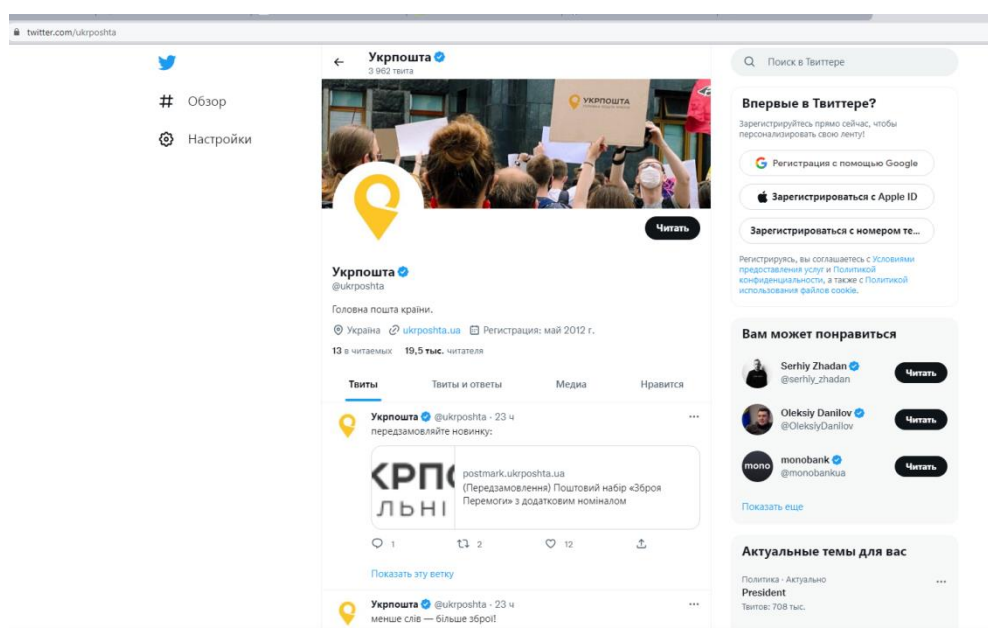 twitter.com/ukrposhta
Обзор
Настройки
Укрпошта
3 962 твита
УКРПОШТА
Читать
Укрпошта
@ukrposhta
Головна пошта країни.
Україна ukrposhta.ua Регистрация: май 2012 г.
13 в читаемых 19,5 тыс. читателя
Твиты Твиты и ответы Медиа Нравится
Укрпошта @ukrposhta · 23 ч
передзамовляйте новинку:
КРПО
ЛЬНІ
postmark.ukrposhta.ua
(Передзамовлення) Поштовий набір «Зброя
Перемоги» з додатковим номіналом
1 2 12
Показать эту ветку
Укрпошта @ukrposhta · 23 ч
менше слів — більше зброї!
Поиск в Твиттере
Впервые в Твиттере?
Зарегистрируйтесь прямо сейчас, чтобы
персонализировать свою ленту!
Регистрация с помощью Google
Зарегистрироваться с Apple ID
Зарегистрироваться с номером те...
Регистрируясь, вы соглашаетесь с Условиями
предоставления услуг и Политикой
конфиденциальности, а также с Политикой
использования файлов cookie.
Вам может понравиться
Serhiy Zhadan
@serhiy_zhadan
Читать
Oleksiy Danilov
@OleksiyDanilov
Читать
mono
monobank
@monobankua
Читать
Показать еще
Актуальные темы для вас
Политика · Актуально
President
Твитов: 708 тыс.